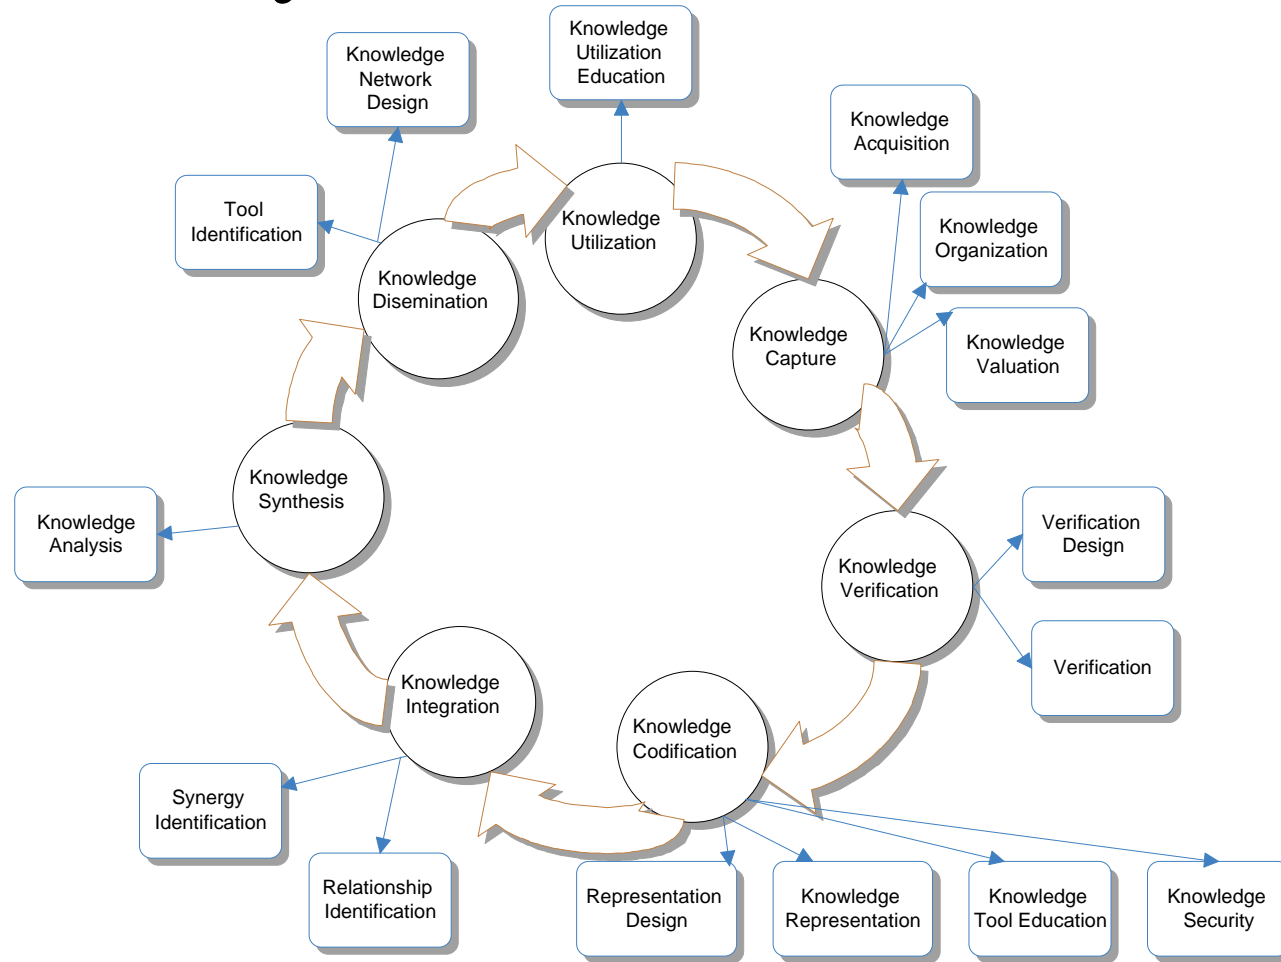 Knowledge
Utilization
Education
Knowledge
Network
Design
Knowledge
Acquisition
Tool
Identification
Knowledge
Utilization
Knowledge
Organization
Knowledge
Disemination
Knowledge
Capture
Knowledge
Valuation
Knowledge
Synthesis
Knowledge
Analysis
Verification
Design
Knowledge
Verification
Verification
Knowledge
Integration
Knowledge
Codification
Synergy
Identification
Relationship
Identification
Representation
Design
Knowledge
Representation
Knowledge
Tool Education
Knowledge
Security